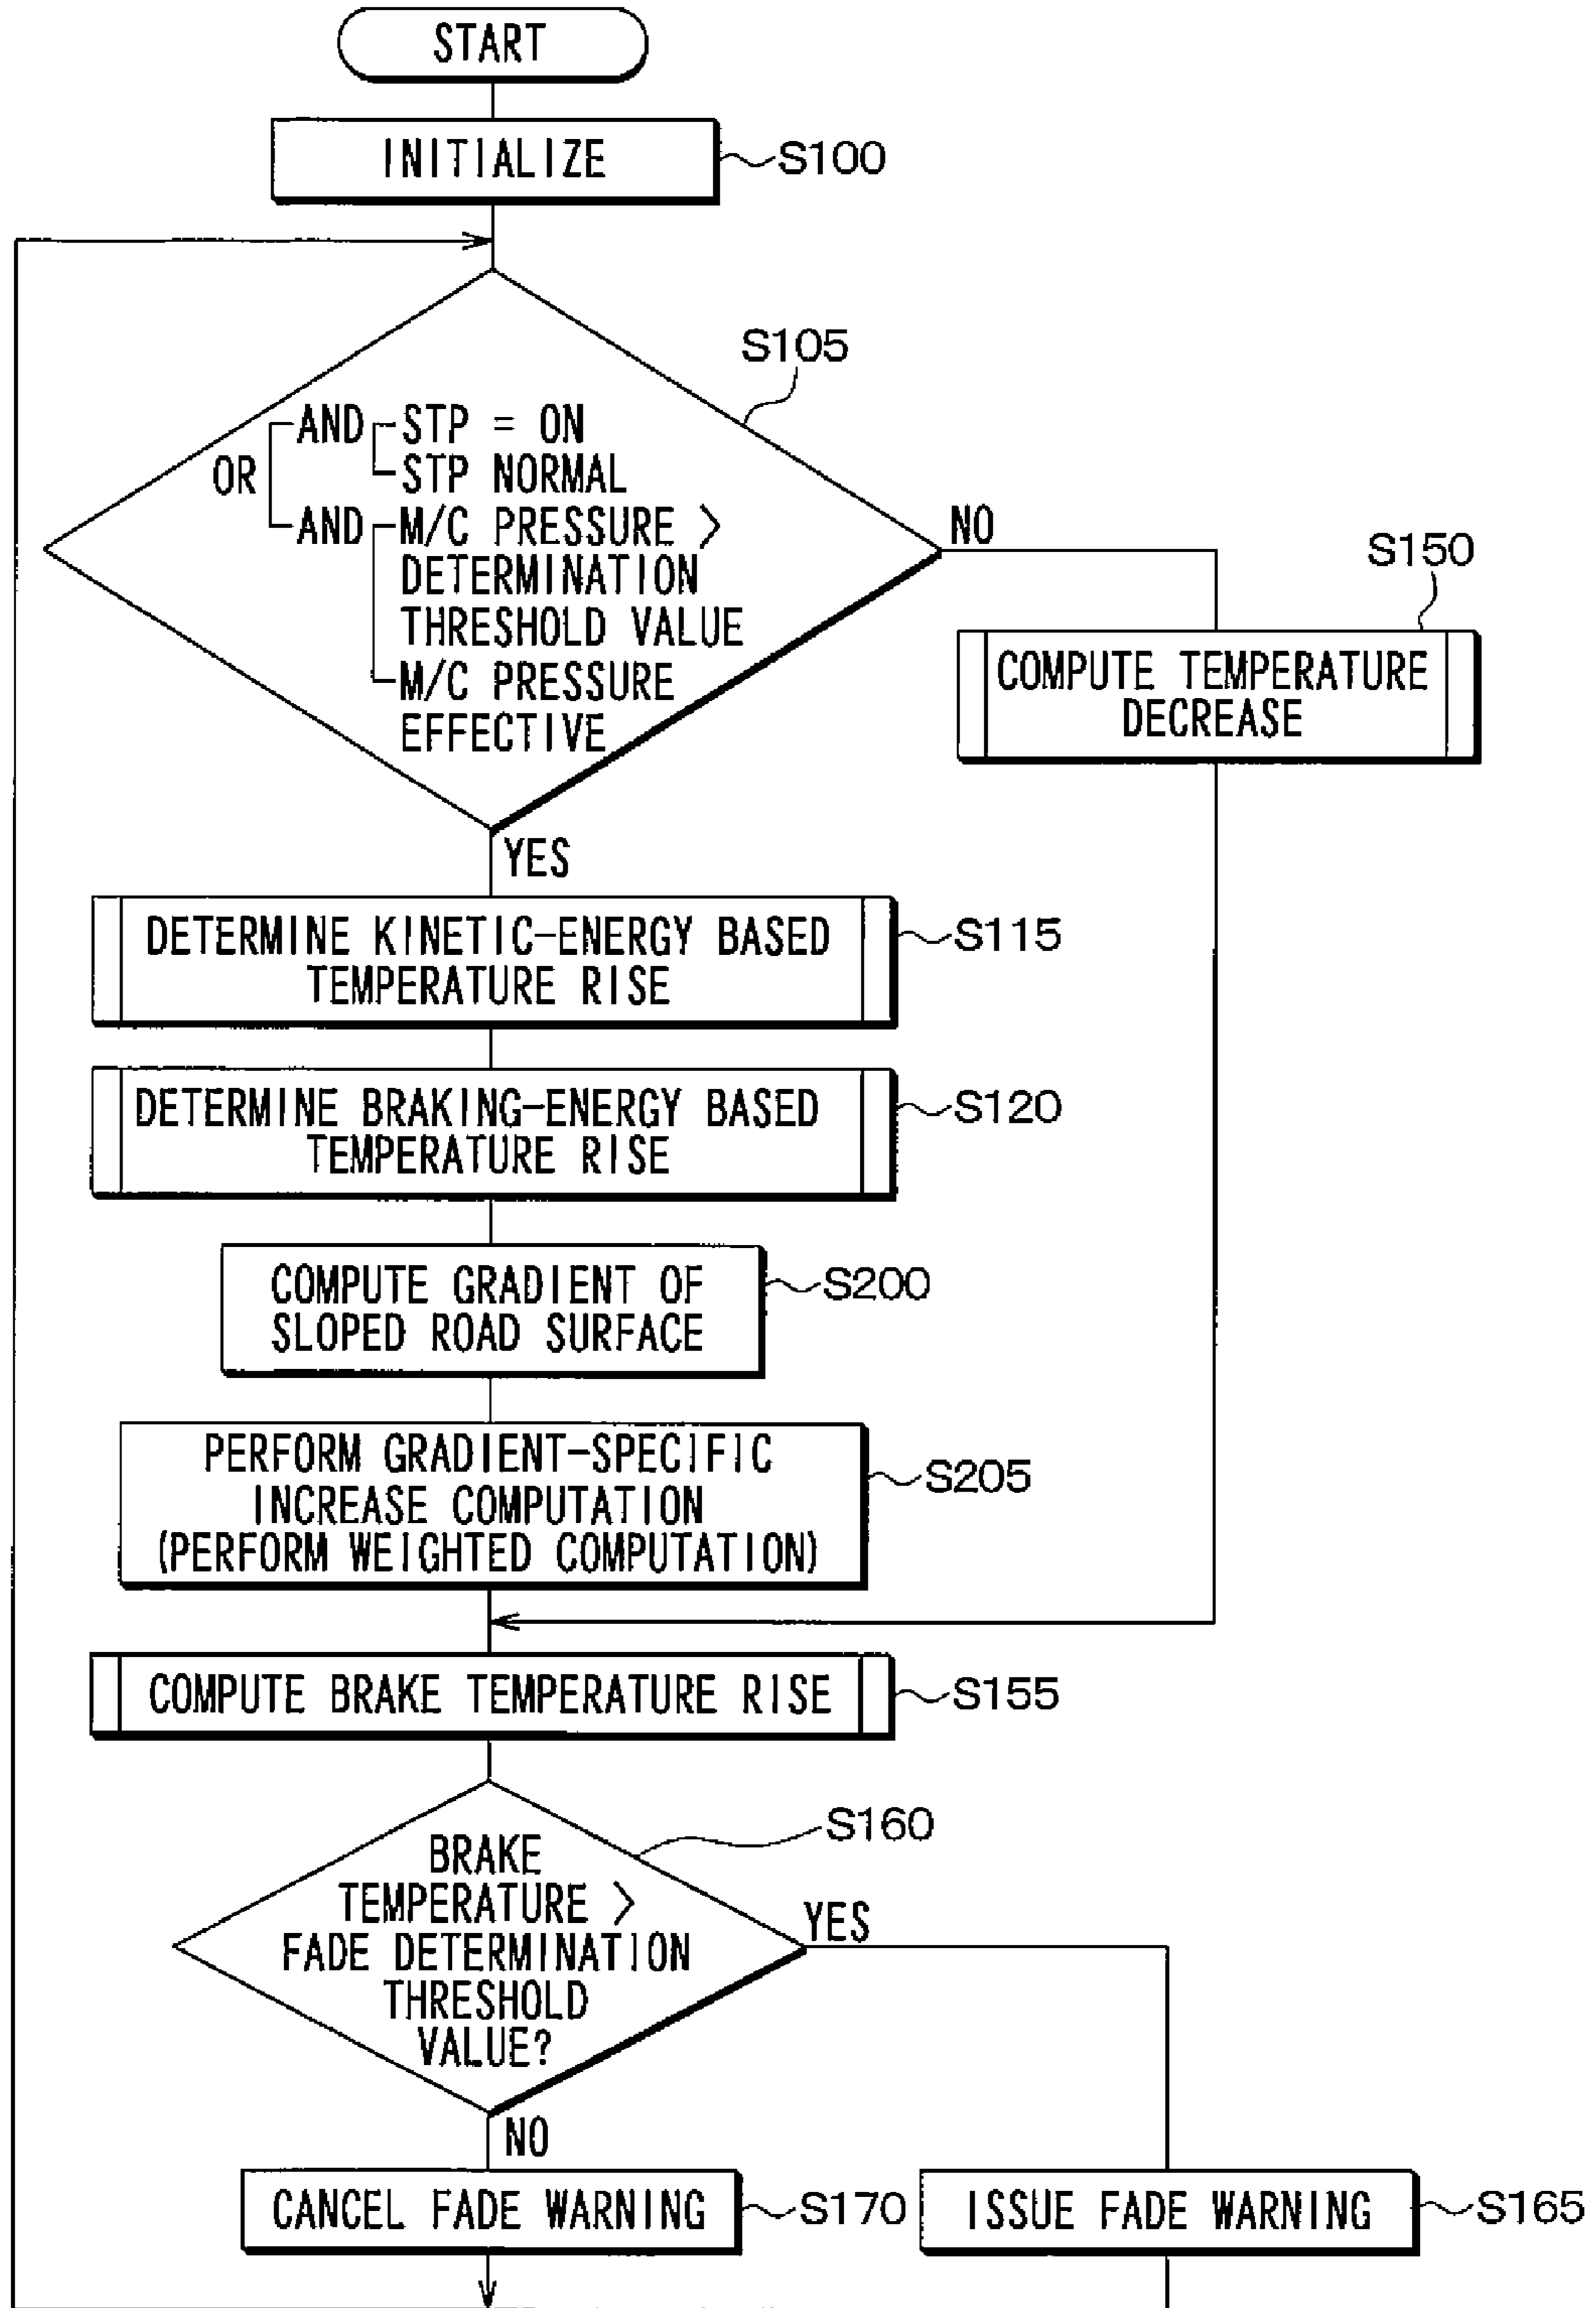 START
INITIALIZE
S100
S105
AND STP = ON
OR
STP NORMAL
AND M/C PRESSURE >
DETERMINATION
THRESHOLD VALUE
M/C PRESSURE
EFFECTIVE
NO
S150
COMPUTE TEMPERATURE
DECREASE
YES
DETERMINE KINETIC-ENERGY BASED
TEMPERATURE RISE
S115
DETERMINE BRAKING-ENERGY BASED
TEMPERATURE RISE
S120
COMPUTE GRADIENT OF
SLOPED ROAD SURFACE
S200
PERFORM GRADIENT-SPECIFIC
INCREASE COMPUTATION
(PERFORM WEIGHTED COMPUTATION)
S205
COMPUTE BRAKE TEMPERATURE RISE
S155
S160
BRAKE
TEMPERATURE >
FADE DETERMINATION
THRESHOLD
VALUE?
YES
NO
CANCEL FADE WARNING
S170
ISSUE FADE WARNING
S165